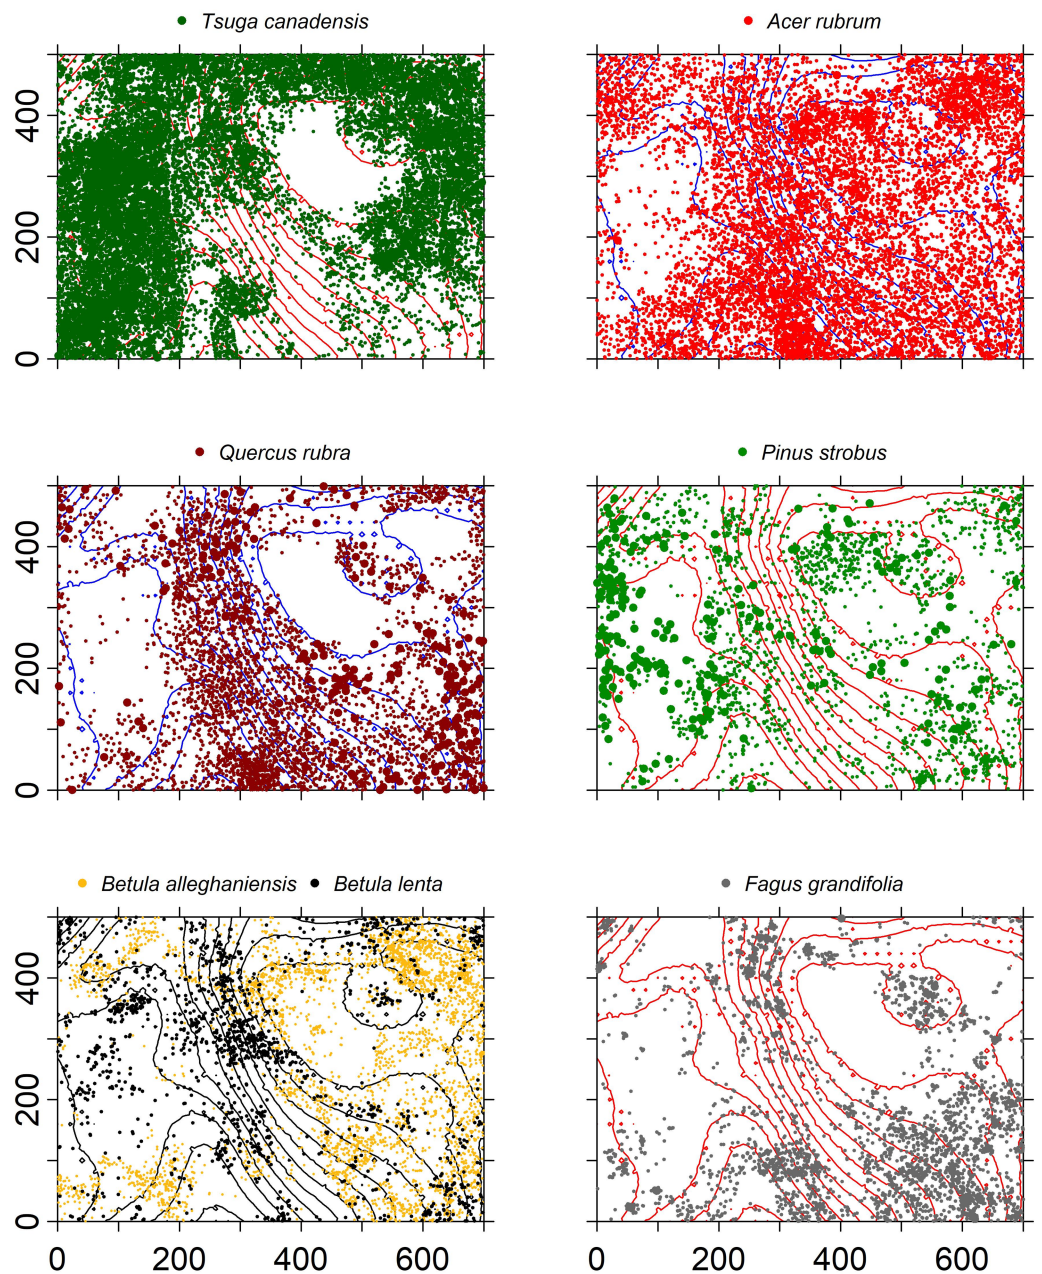 Tsuga canadensis
Acer rubrum
400
200
0
Quercus rubra
Pinus strobus
400
200
0
Betula alleghaniensis Betula lenta
Fagus grandifolia
400
200
0
0 200 400 600
0 200 400 600